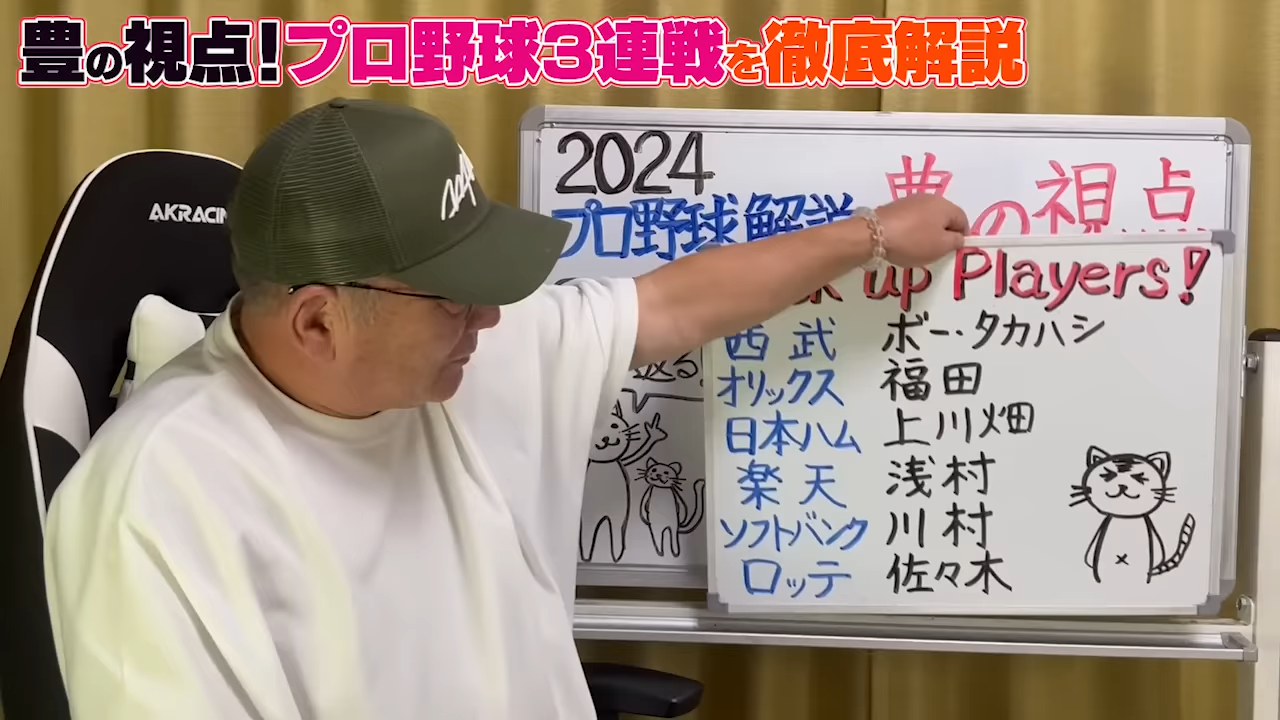 豊の視点!プロ野球3連戦を徹底解説
AKRACIN
2024
プロ野球解説
豊の視点
up Players!
西武 ボー・タカハシ
オリックス 福田
日本ハム 上川畑
楽天 浅村
ソフトバンク 川村
ロッテ 佐々木